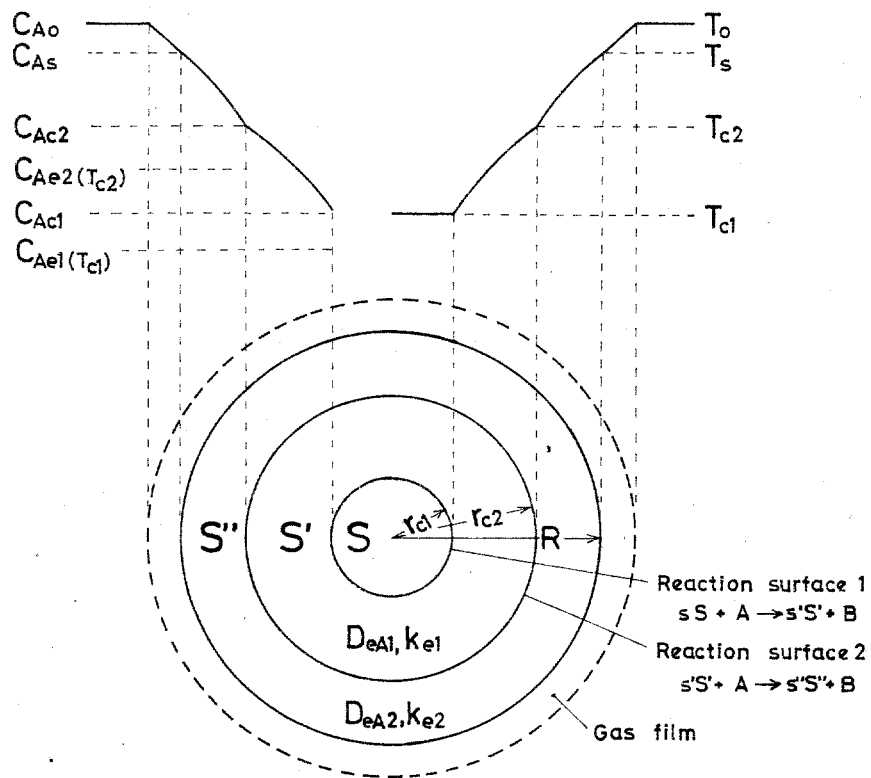 C_Ao
T_o
C_As
T_s
C_Ac2
T_c2
C_Ae2(T_c2)
C_Ac1
T_c1
C_Ae1(T_c1)
S'' S' S r_c1 r_c2 R
Reaction surface 1
sS + A → s'S' + B
D_eA1, k_e1
Reaction surface 2
s'S' + A → s''S'' + B
D_eA2, k_e2
Gas film